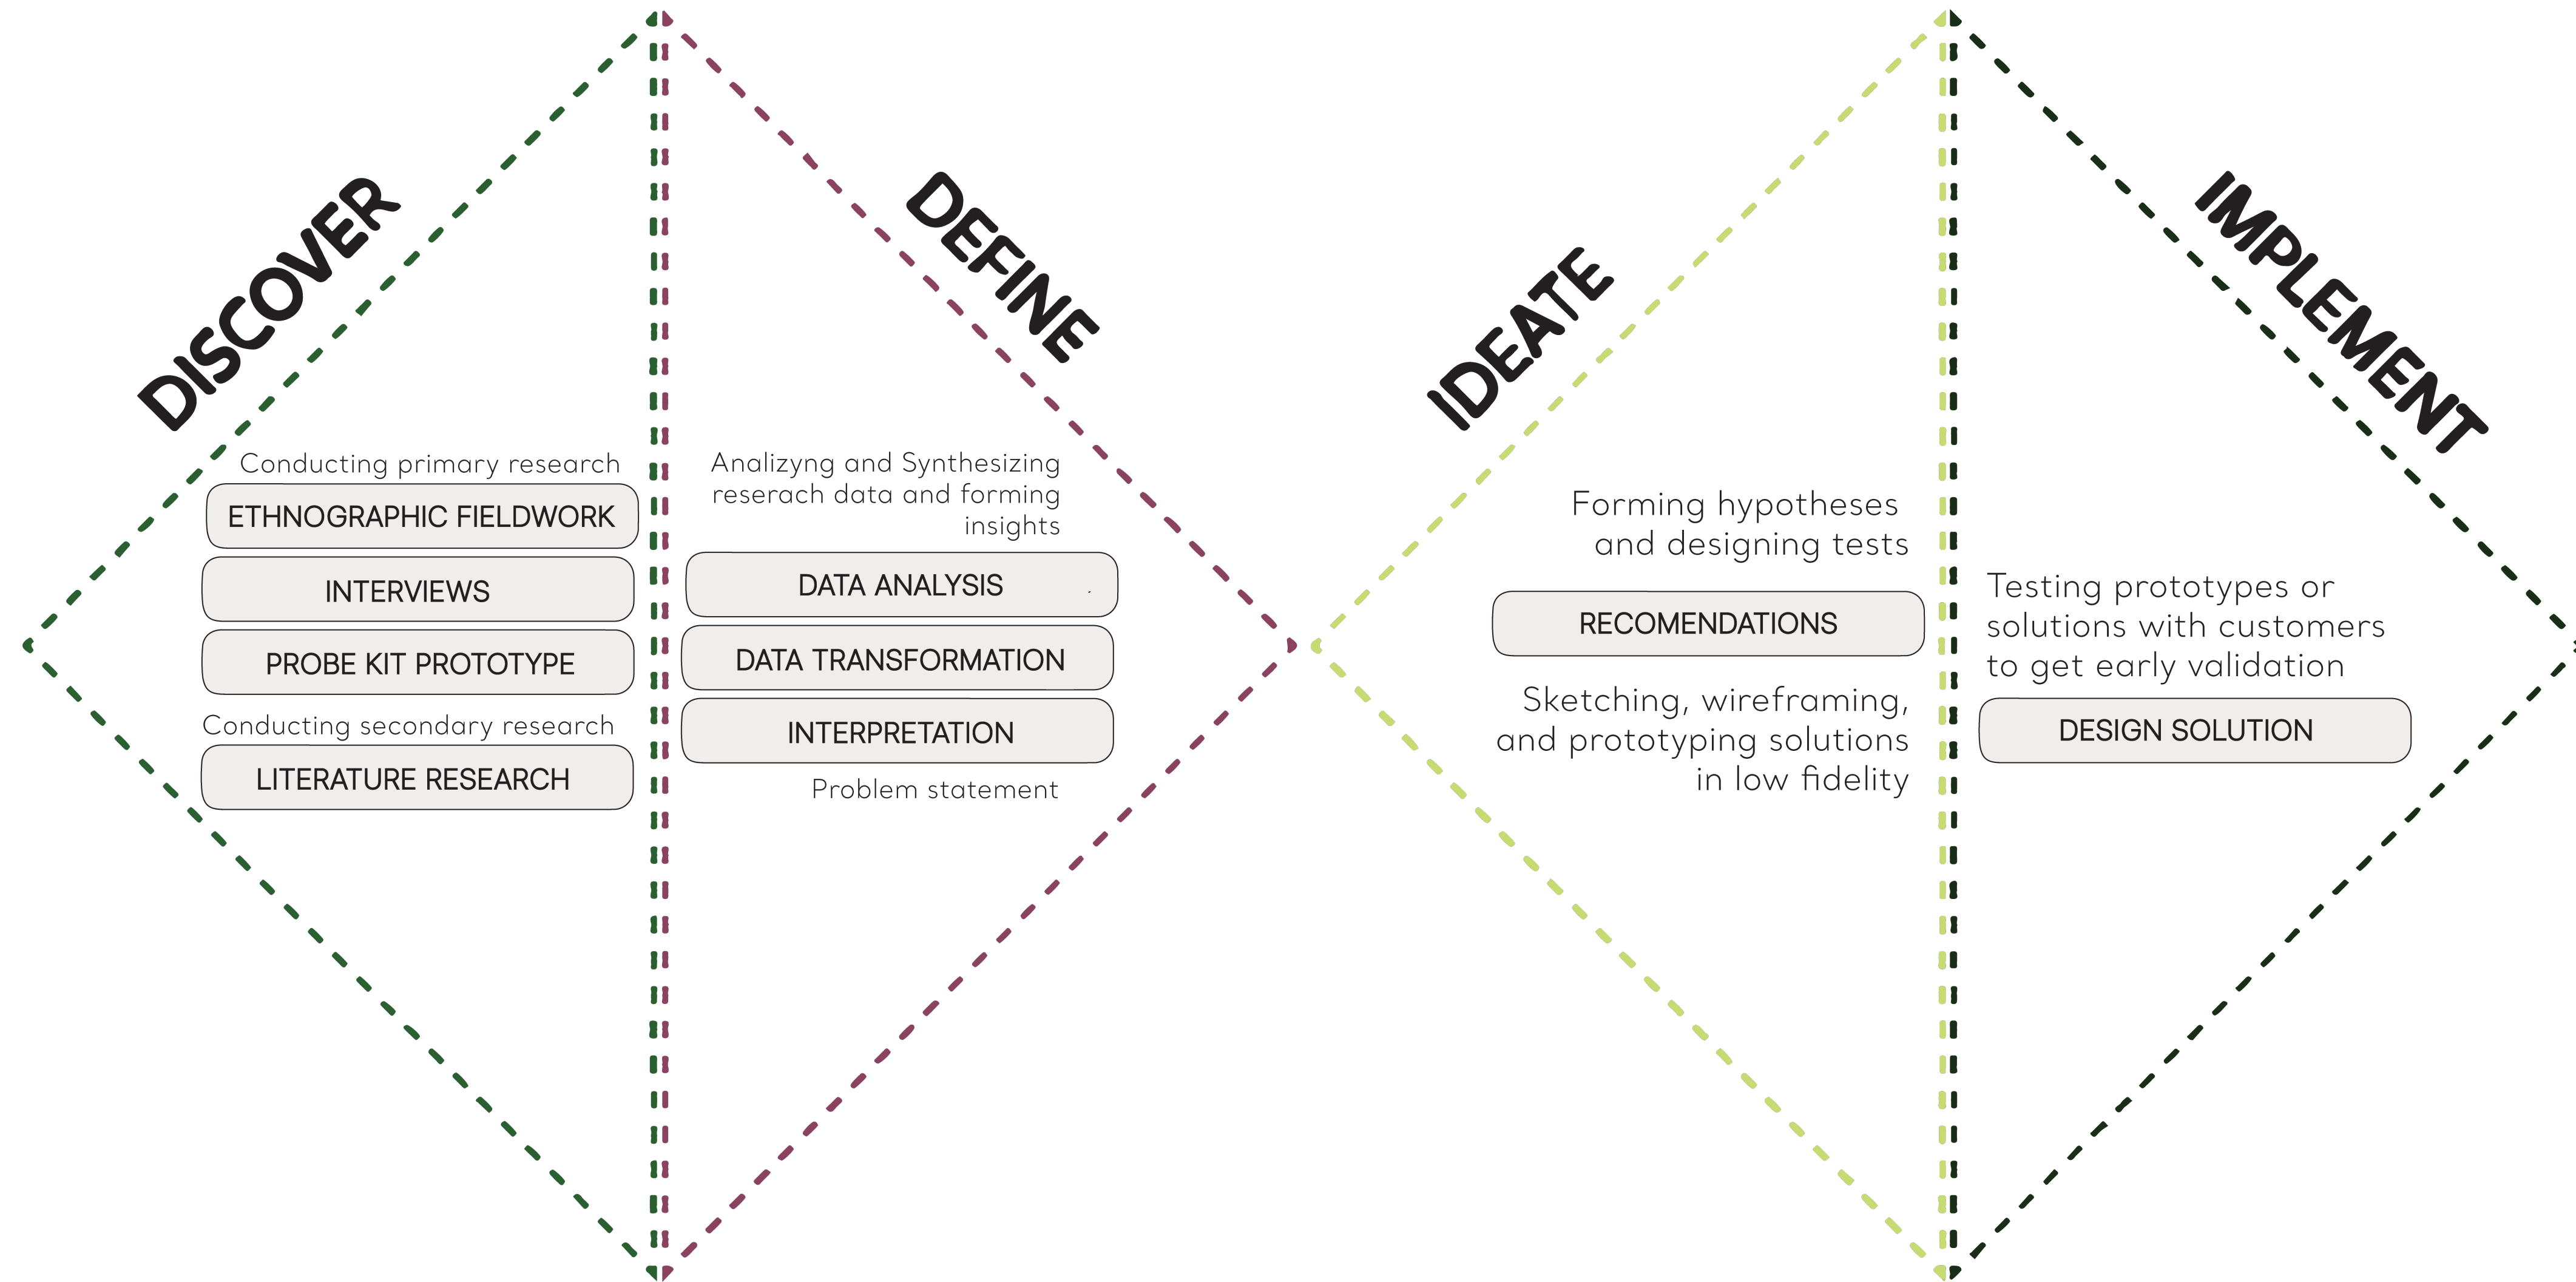 DISCOVER
Conducting primary research
ETHNOGRAPHIC FIELDWORK
INTERVIEWS
PROBE KIT PROTOTYPE
Conducting secondary research
LITERATURE RESEARCH
DEFINE
Analizyng and Synthesizing
reserach data and forming
insights
DATA ANALYSIS
DATA TRANSFORMATION
INTERPRETATION
Problem statement
IDEATE
Forming hypotheses
and designing tests
RECOMENDATIONS
Sketching, wireframing,
and prototyping solutions
in low fidelity
IMPLEMENT
Testing prototypes or
solutions with customers
to get early validation
DESIGN SOLUTION